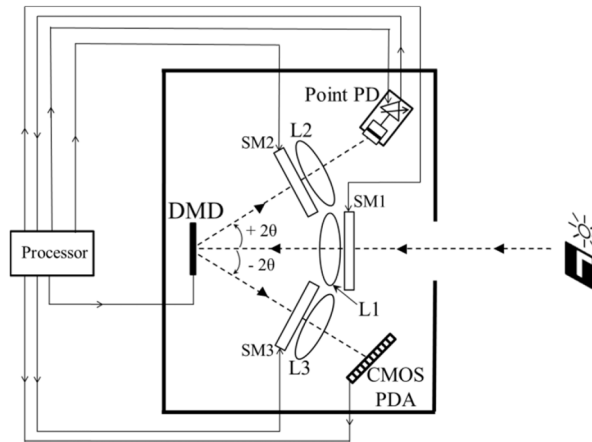 Point PD
L2
SM2
SM1
DMD
+ 2θ
Processor
- 2θ
L1
SM3
L3
CMOS
PDA